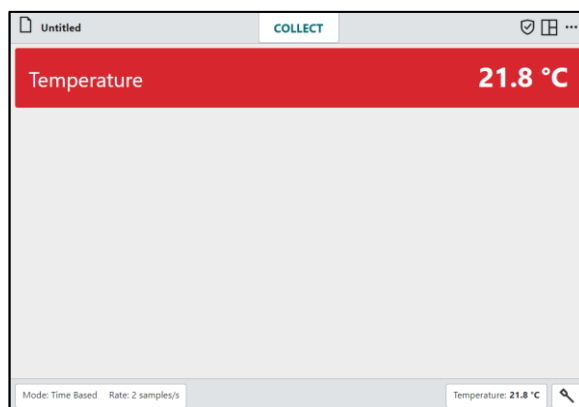 Untitled COLLECT ...
Temperature 21.8 °C
Mode: Time Based Rate: 2 samples/s Temperature: 21.8 °C